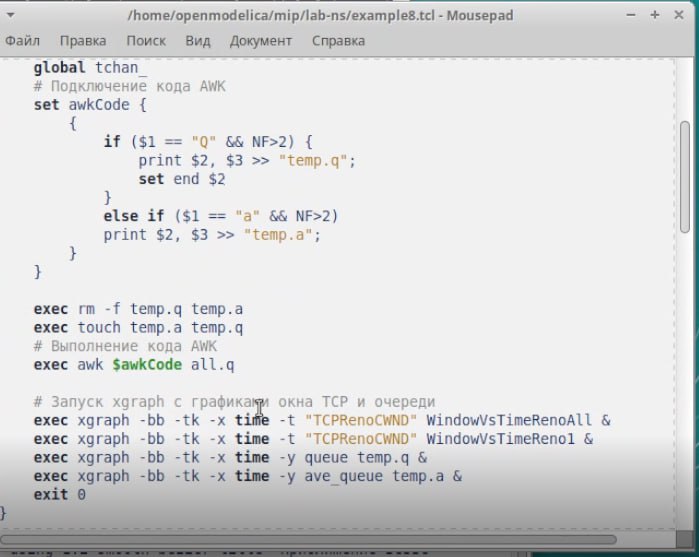 /home/openmodelica/mip/lab-ns/example8.tcl - Mousepad
Файл Правка Поиск Вид Документ Справка
global tchan_
# Подключение кода AWK
set awkCode {
{
if ($1 == "Q" && NF>2) {
print $2, $3 >> "temp.q";
set end $2
}
else if ($1 == "a" && NF>2)
print $2, $3 >> "temp.a";
}
}
exec rm -f temp.q temp.a
exec touch temp.a temp.q
# Выполнение кода AWK
exec awk $awkCode all.q
# Запуск xgraph с графиками окна TCP и очереди
exec xgraph -bb -tk -x time -t "TCPRenoCWND" WindowVsTimeRenoAll &
exec xgraph -bb -tk -x time -t "TCPRenoCWND" WindowVsTimeReno1 &
exec xgraph -bb -tk -x time -y queue temp.q &
exec xgraph -bb -tk -x time -y ave_queue temp.a &
exit 0
}